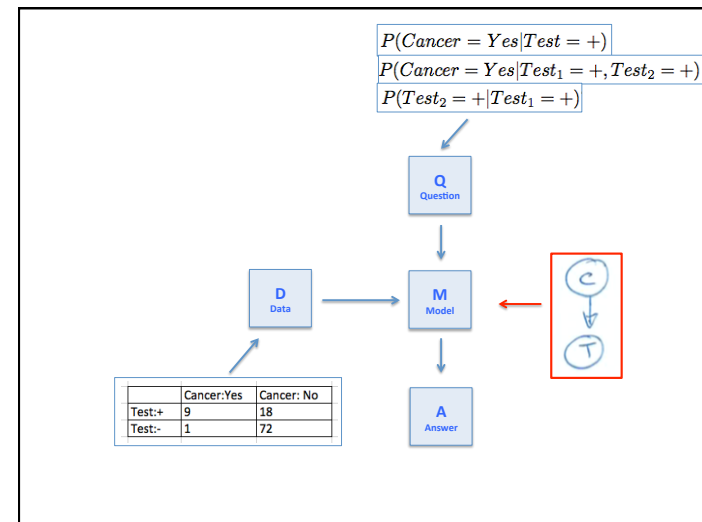 P(Cancer = Yes|Test = +)
P(Cancer = Yes|Test₁ = +, Test₂ = +)
P(Test₂ = +|Test₁ = +)
Q
Question
D
Data
M
Model
C
T
A
Answer
Cancer:Yes Cancer: No
Test:+ 9 18
Test:- 1 72